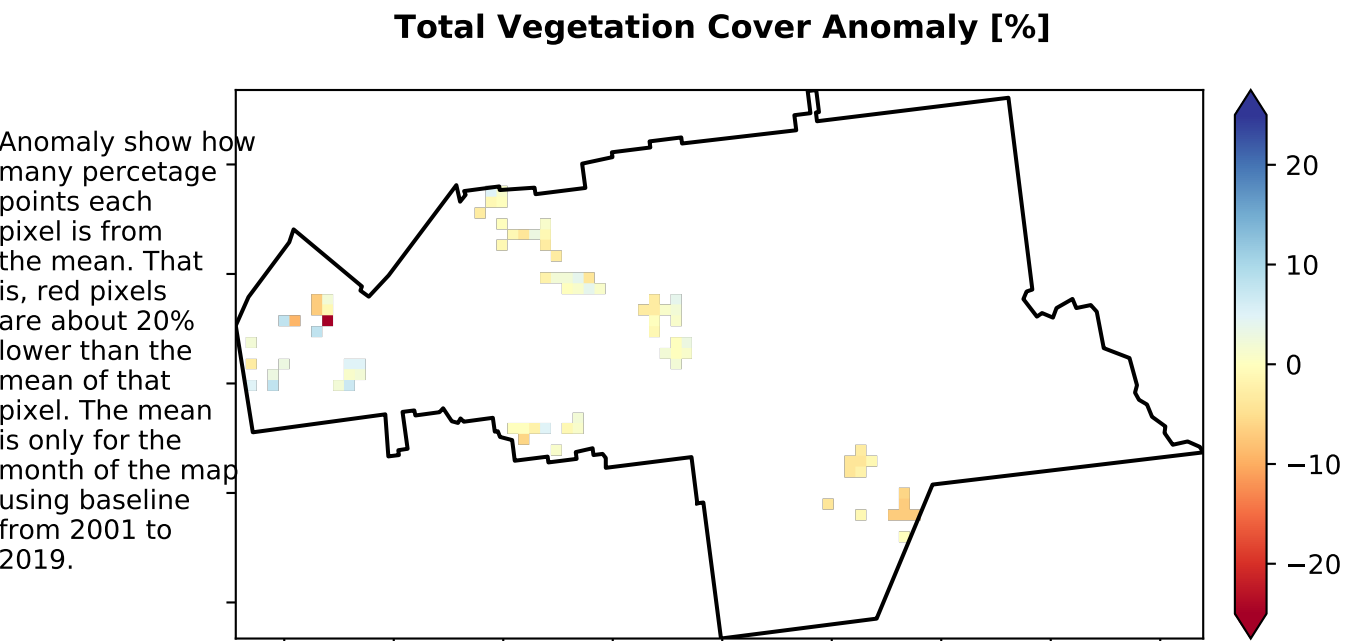 Total Vegetation Cover Anomaly [%]
Anomaly show how
many percetage
points each
pixel is from
the mean. That
is, red pixels
are about 20%
lower than the
mean of that
pixel. The mean
is only for the
month of the map
using baseline
from 2001 to
2019.
20
10
0
−10
−20